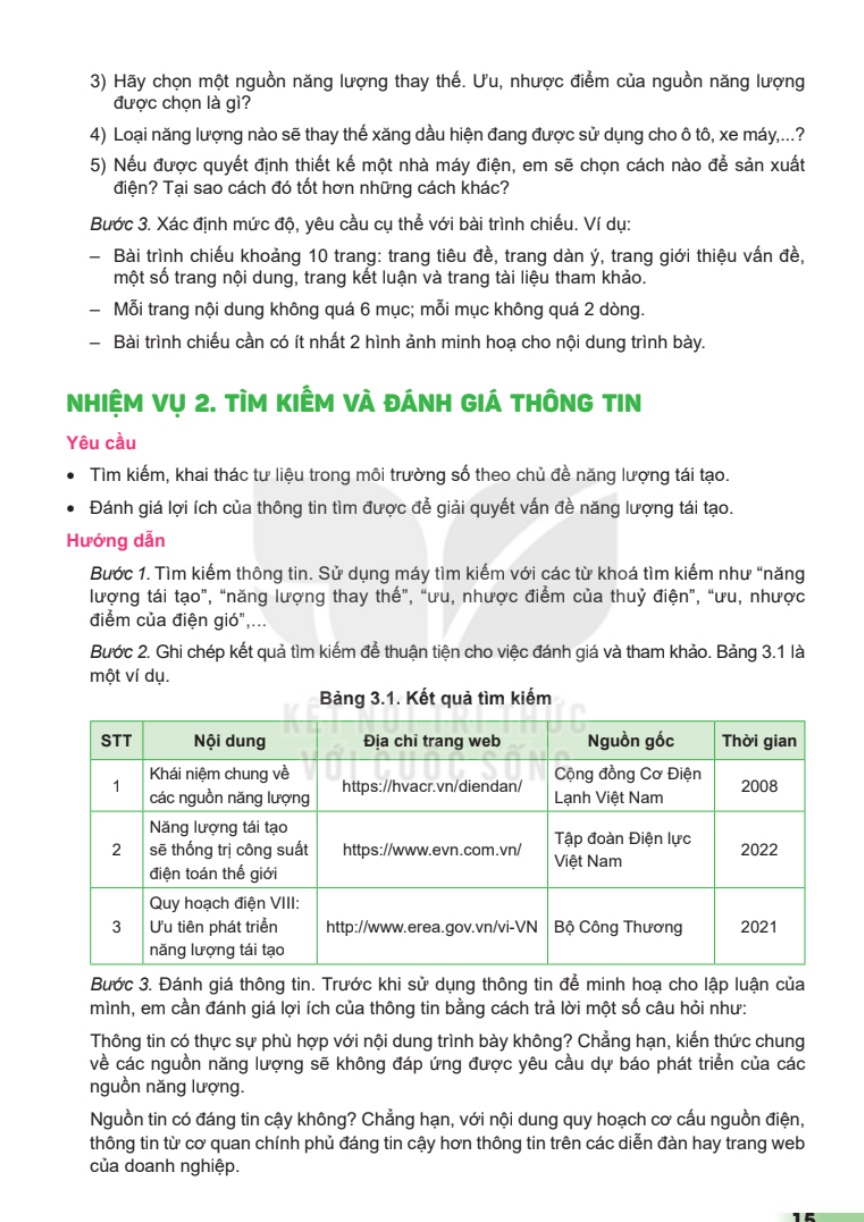 3) Hãy chọn một nguồn năng lượng thay thế. Ưu, nhược điểm của nguồn năng lượng
được chọn là gì?
4) Loại năng lượng nào sẽ thay thế xăng dầu hiện đang được sử dụng cho ô tô, xe máy,...?
5) Nếu được quyết định thiết kế một nhà máy điện, em sẽ chọn cách nào để sản xuất
điện? Tại sao cách đó tốt hơn những cách khác?
Bước 3. Xác định mức độ, yêu cầu cụ thể với bài trình chiếu. Ví dụ:
– Bài trình chiếu khoảng 10 trang: trang tiêu đề, trang dàn ý, trang giới thiệu vấn đề,
một số trang nội dung, trang kết luận và trang tài liệu tham khảo.
– Mỗi trang nội dung không quá 6 mục; mỗi mục không quá 2 dòng.
– Bài trình chiếu cần có ít nhất 2 hình ảnh minh hoạ cho nội dung trình bày.
NHIỆM VỤ 2. TÌM KIẾM VÀ ĐÁNH GIÁ THÔNG TIN
Yêu cầu
• Tìm kiếm, khai thác tư liệu trong môi trường số theo chủ đề năng lượng tái tạo.
• Đánh giá lợi ích của thông tin tìm được để giải quyết vấn đề năng lượng tái tạo.
Hướng dẫn
Bước 1. Tìm kiếm thông tin. Sử dụng máy tìm kiếm với các từ khoá tìm kiếm như “năng
lượng tái tạo”, “năng lượng thay thế”, “ưu, nhược điểm của thuỷ điện”, “ưu, nhược
điểm của điện gió”,...
Bước 2. Ghi chép kết quả tìm kiếm để thuận tiện cho việc đánh giá và tham khảo. Bảng 3.1 là
một ví dụ.
Bảng 3.1. Kết quả tìm kiếm
KẾT NỐI TRI THỨC
VỚI CUỘC SỐNG
STT Nội dung Địa chỉ trang web Nguồn gốc Thời gian
1 Khái niệm chung về các nguồn năng lượng https://hvacr.vn/diendan/ Cộng đồng Cơ Điện Lạnh Việt Nam 2008
2 Năng lượng tái tạo sẽ thống trị công suất điện toán thế giới https://www.evn.com.vn/ Tập đoàn Điện lực Việt Nam 2022
3 Quy hoạch điện VIII: Ưu tiên phát triển năng lượng tái tạo http://www.erea.gov.vn/vi-VN Bộ Công Thương 2021
Bước 3. Đánh giá thông tin. Trước khi sử dụng thông tin để minh hoạ cho lập luận của
mình, em cần đánh giá lợi ích của thông tin bằng cách trả lời một số câu hỏi như:
Thông tin có thực sự phù hợp với nội dung trình bày không? Chẳng hạn, kiến thức chung
về các nguồn năng lượng sẽ không đáp ứng được yêu cầu dự báo phát triển của các
nguồn năng lượng.
Nguồn tin có đáng tin cậy không? Chẳng hạn, với nội dung quy hoạch cơ cấu nguồn điện,
thông tin từ cơ quan chính phủ đáng tin cậy hơn thông tin trên các diễn đàn hay trang web
của doanh nghiệp.
15